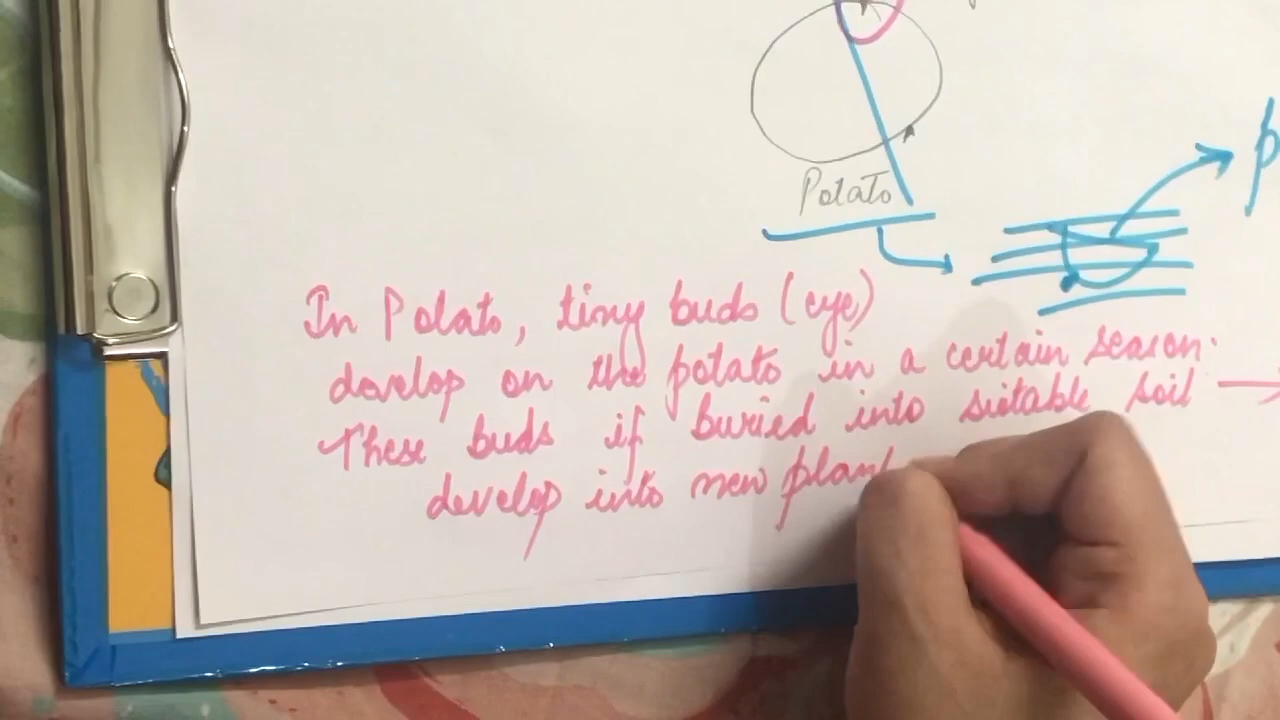 Potato
p
In Potato, tiny buds (eye)
develop on the potato in a certain season.
These buds if buried into suitable soil
develop into new plant